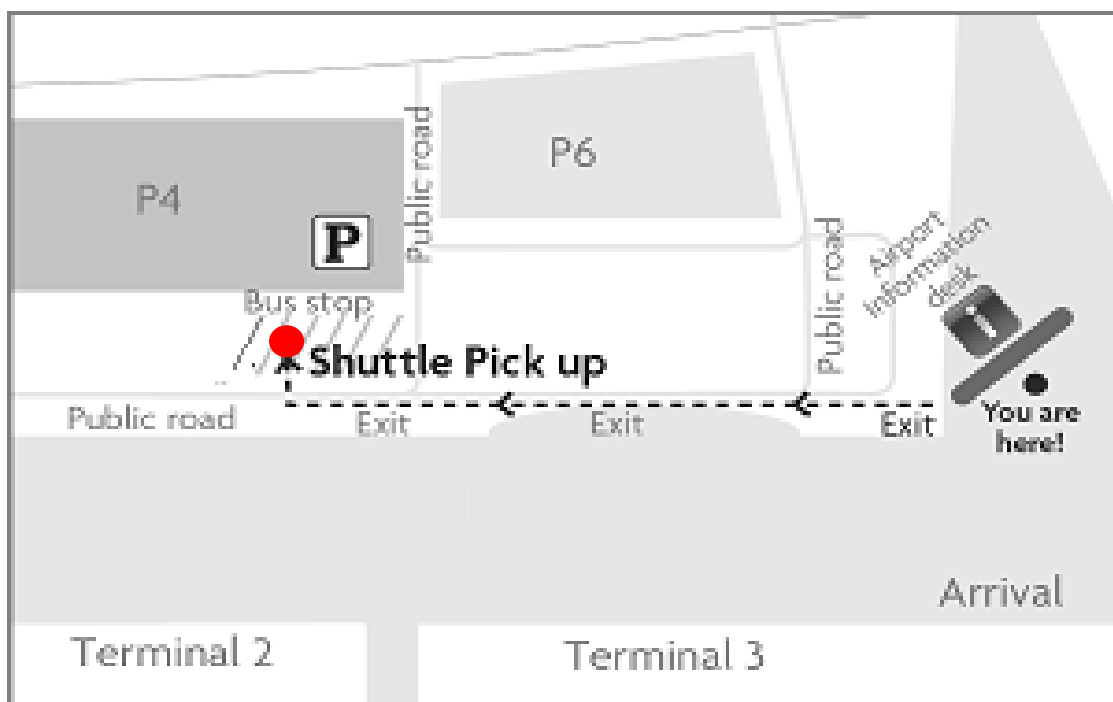 P6
P4
Public road
P
Airport
Information
desk
i
Public road
Bus stop
Shuttle Pick up
You are
here!
Public road
Exit
Exit
Exit
Arrival
Terminal 2
Terminal 3